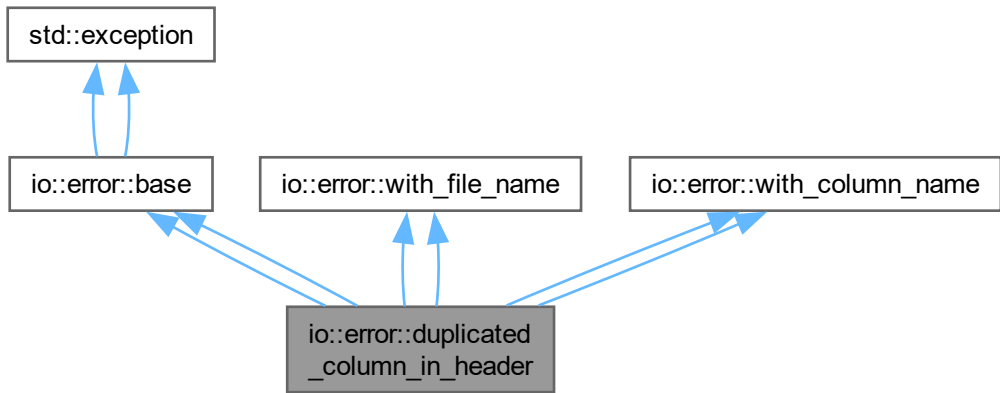 std::exception
io::error::base
io::error::with_file_name
io::error::with_column_name
io::error::duplicated
_column_in_header